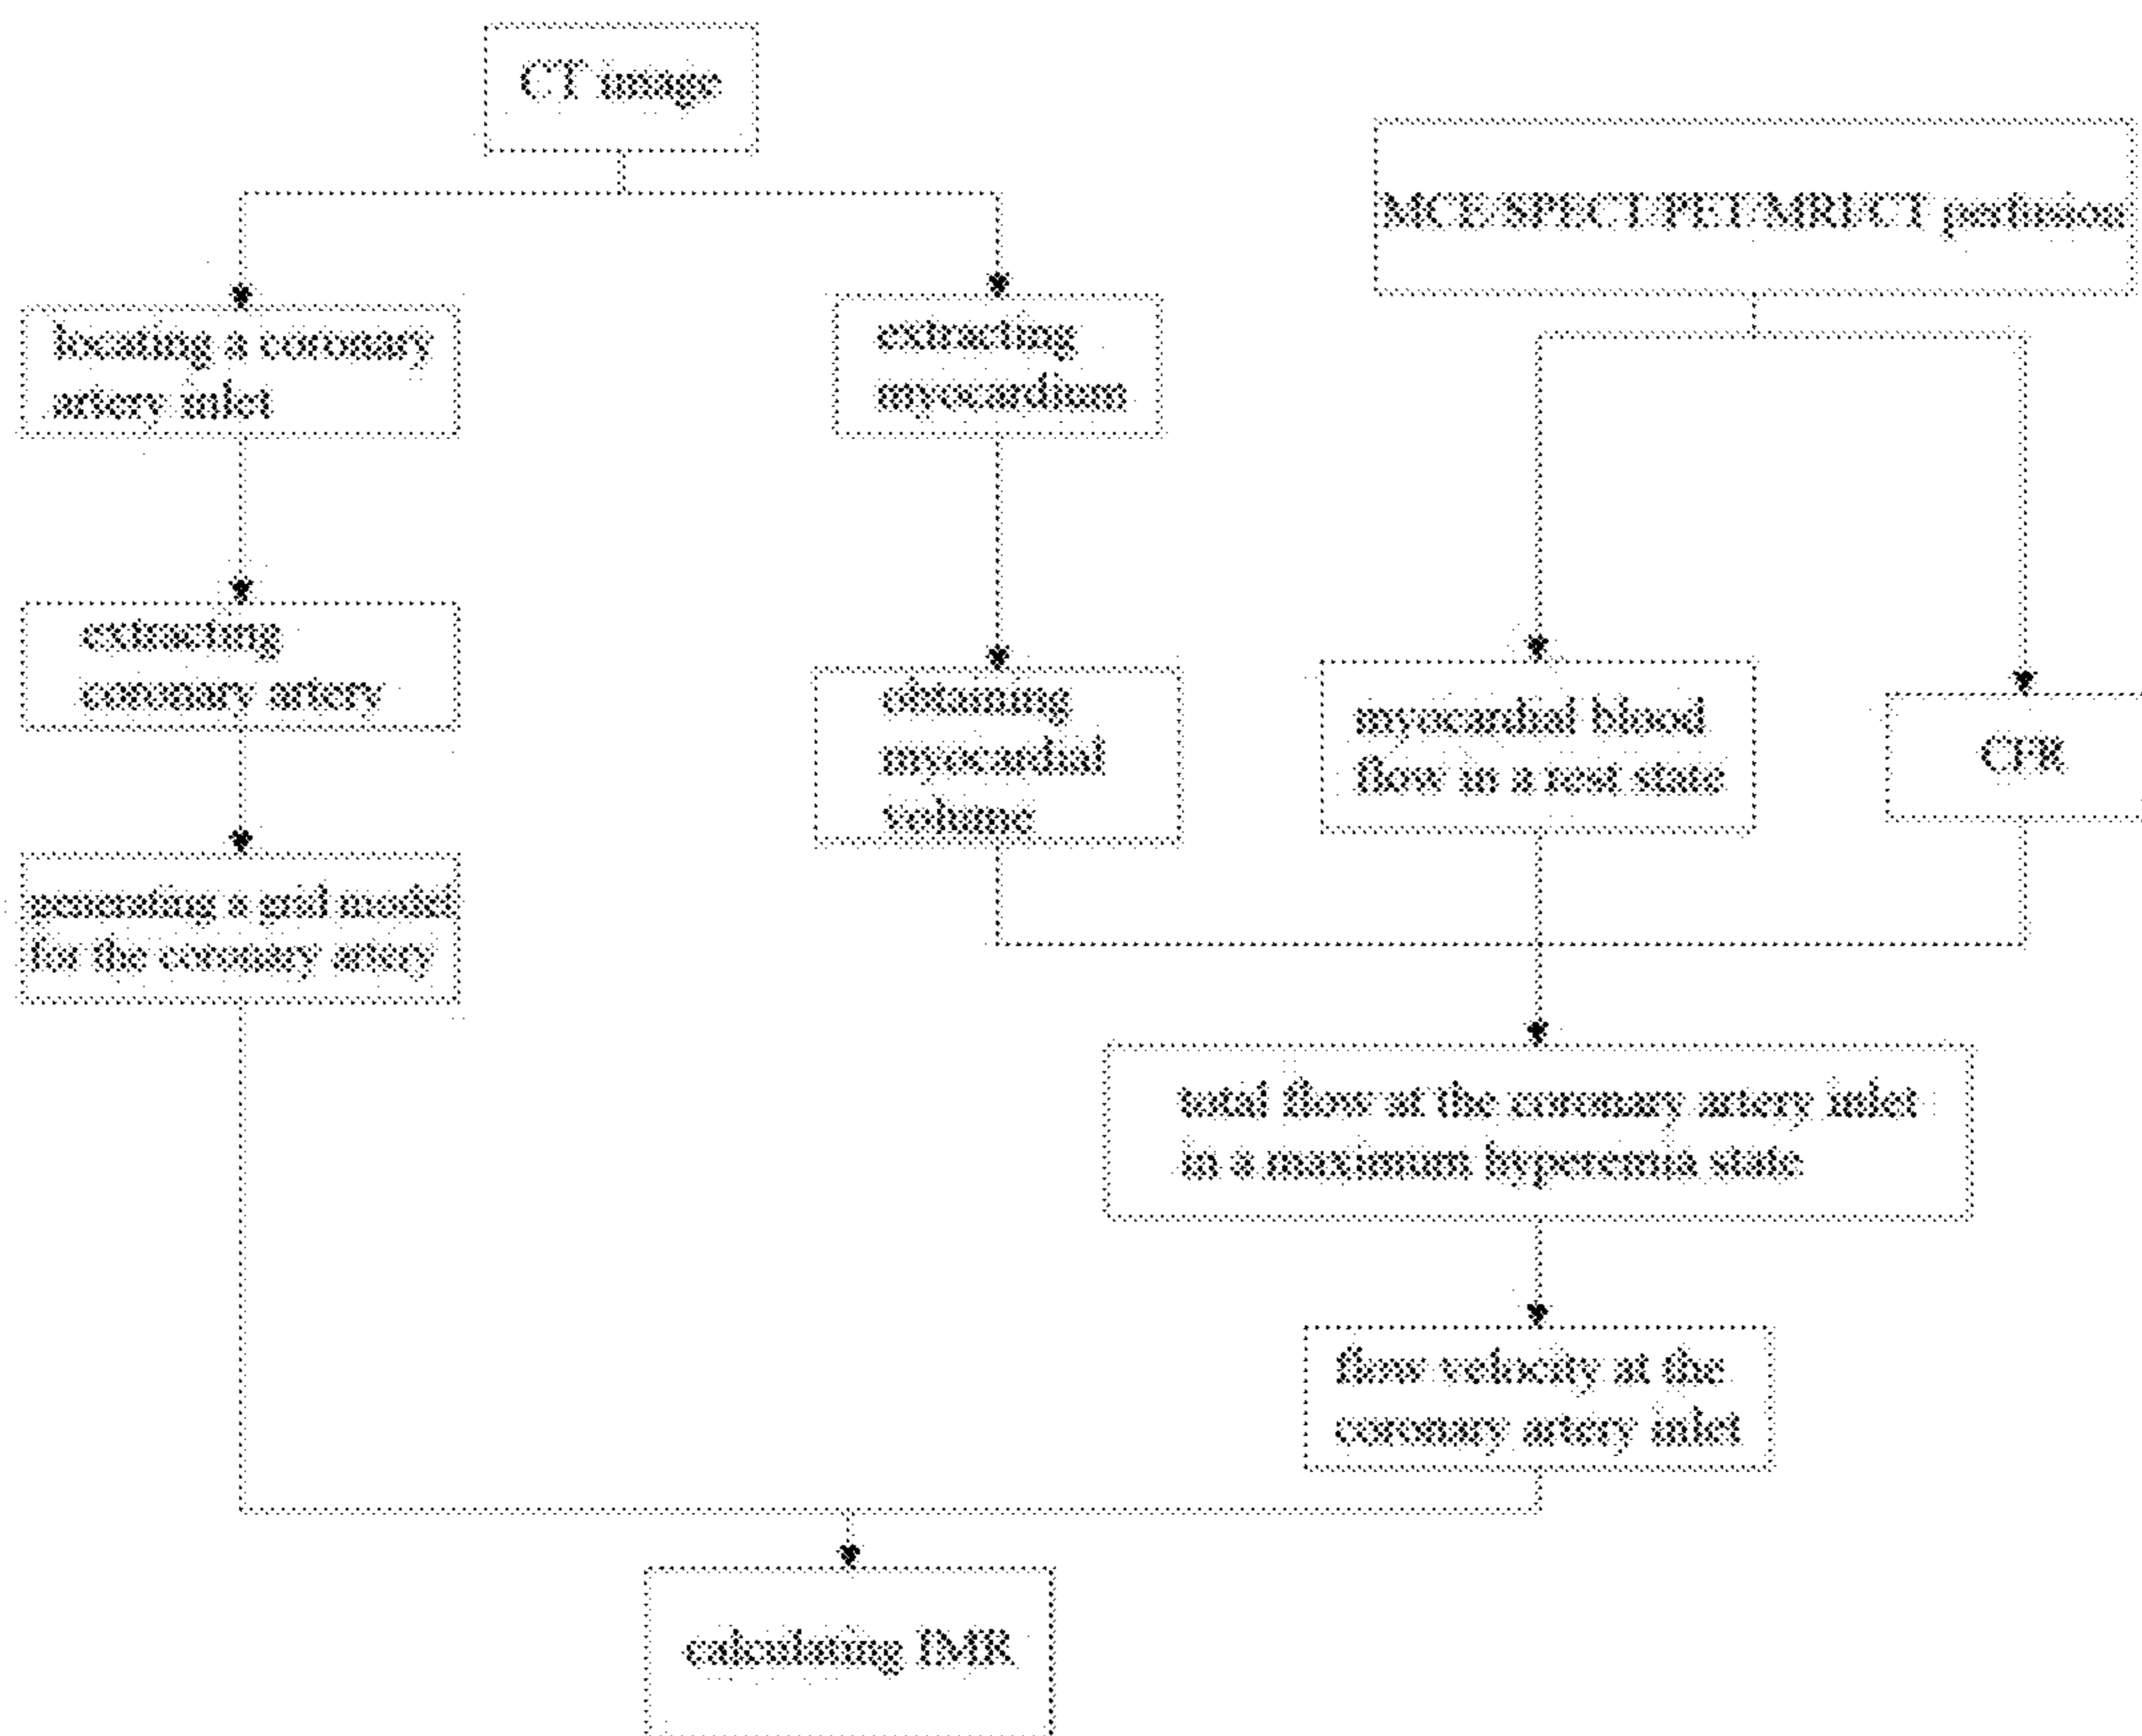 CT image
MCE/SPECT/PET/MRI/CT perfusion
locating a coronary
artery inlet
extracting
myocardium
extracting
coronary artery
obtaining
myocardial
volume
myocardial blood
flow in a rest state
CFR
generating a grid model
for the coronary artery
total flow at the coronary artery inlet
in a maximum hyperemia state
flow velocity at the
coronary artery inlet
calculating IMR